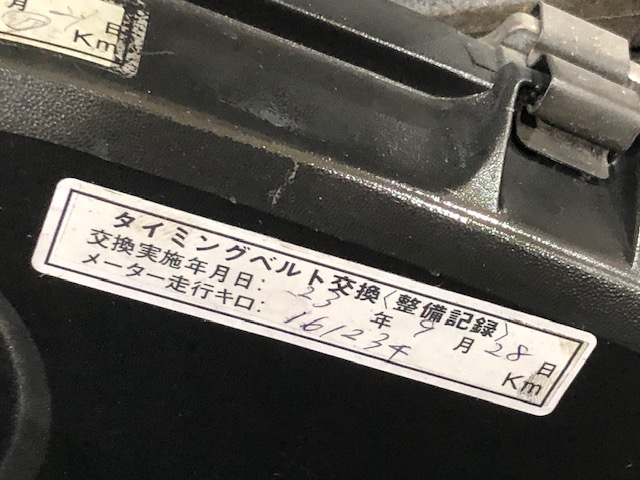 月
Km
タイミングベルト交換〈整備記録〉
交換実施年月日: 23 年 9 月 28 日
メーター走行キロ: 161234 Km